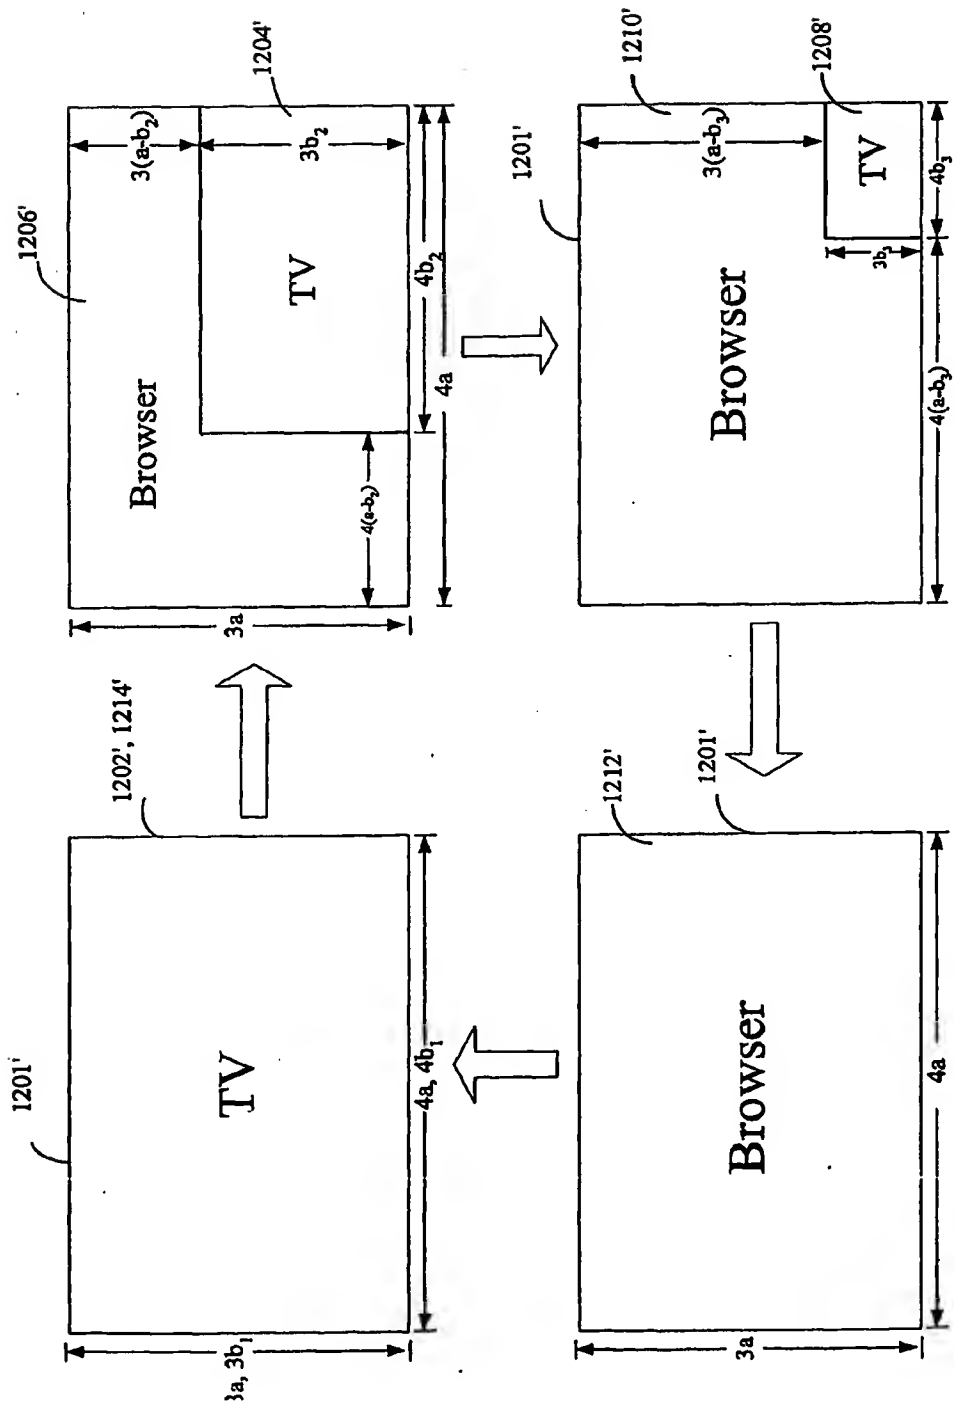 1201'
TV
3a, 3b1
4a, 4b1
1202', 1214'
1206'
Browser
TV
1204'
3a
3(a-b2)
3b2
4(a-b2)
4b2
4a
1212'
1201'
Browser
3a
4a
1201'
1210'
1208'
Browser
TV
3(a-b3)
3b3
4(a-b3)
4b3